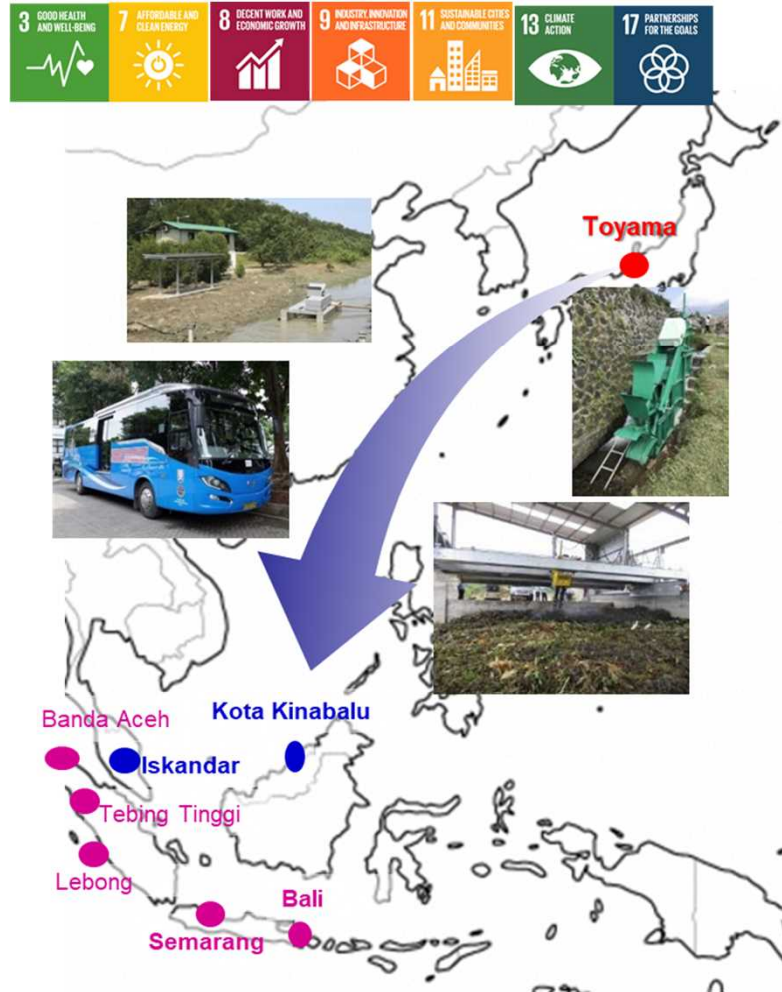 3 GOOD HEALTH
AND WELL-BEING
7 AFFORDABLE AND
CLEAN ENERGY
8 DECENT WORK AND
ECONOMIC GROWTH
9 INDUSTRY, INNOVATION
AND INFRASTRUCTURE
11 SUSTAINABLE CITIES
AND COMMUNITIES
13 CLIMATE
ACTION
17 PARTNERSHIPS
FOR THE GOALS
Toyama
Kota Kinabalu
Banda Aceh
Iskandar
Tebing Tinggi
Lebong
Bali
Semarang